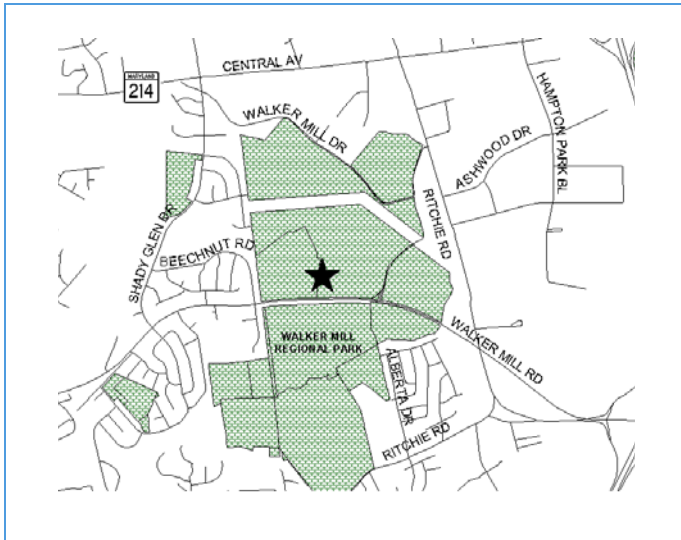 CENTRAL AV
MARYLAND
214
WALKER MILL DR
HAMPTON PARK BL
ASHWOOD DR
RITCHIE RD
SHADY GLEN DR
BEECHNUT RD
WALKER MILL
REGIONAL PARK
WALKER MILL RD
ALBERTA DR
RITCHIE RD